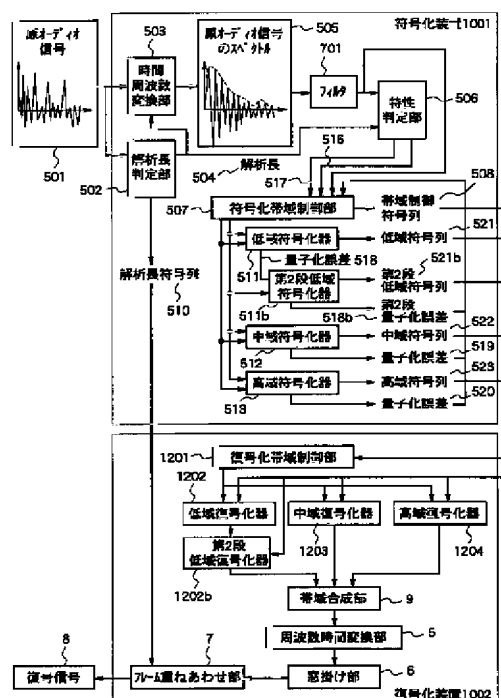 符号化装置1001
原オーディオ
信号
501
503
時間
周波数
変換部
505
原オーディオ信号
のスペクトル
701
フィルタ
506
特性
判定部
502
解析長
判定部
504
解析長
516
517
508
507
符号化帯域制御部
帯域制御
符号列
低域符号化器
低域符号列
521
511
量子化誤差 518
521b
第2段低域
符号化器
第2段
低域符号列
511b
518b
第2段
量子化誤差
解析長符号列
510
中域符号化器
中域符号列
522
512
量子化誤差
519
523
高域符号化器
高域符号列
513
量子化誤差
520
1201
復号化帯域制御部
1202
低域復号化器
中域復号化器
高域復号化器
1203
1204
第2段
低域復号化器
1202b
帯域合成部
9
周波数時間変換部
5
8
復号信号
7
フレーム重ねあわせ部
窓掛け部
6
復号化装置1002